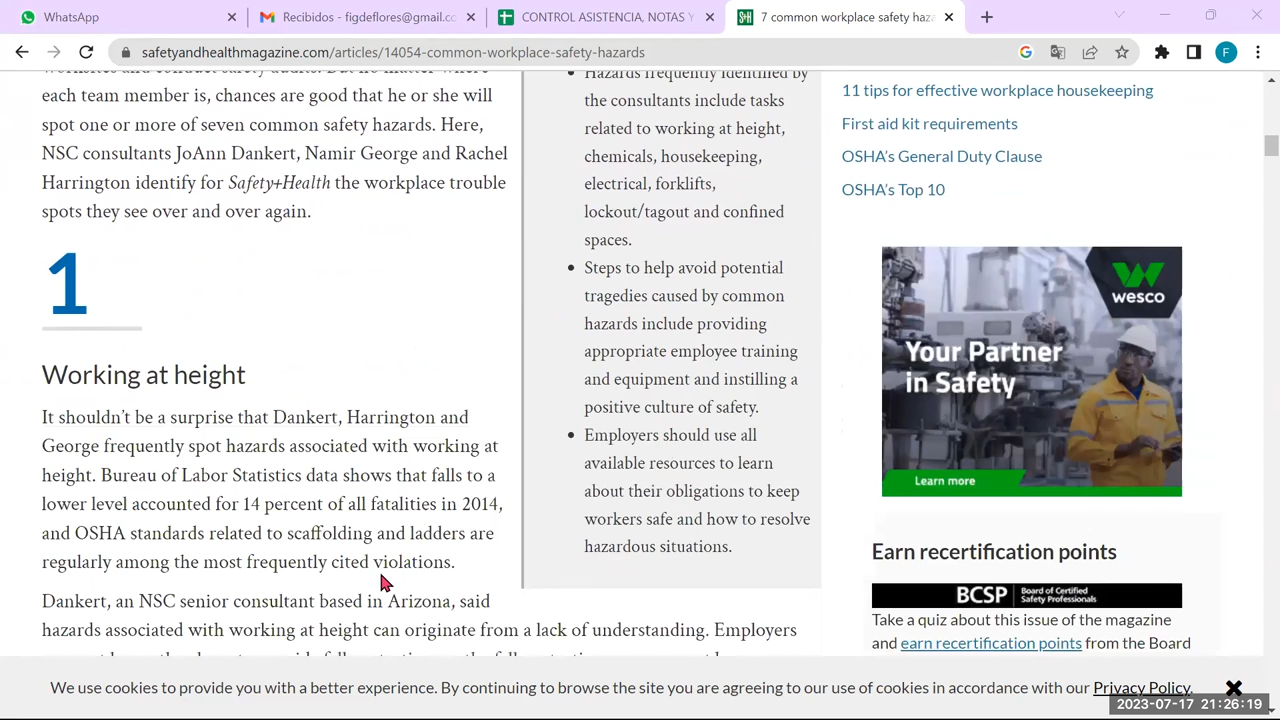 WhatsApp
Recibidos - figdeflores@gmail.cc
CONTROL ASISTENCIA, NOTAS Y
7 common workplace safety haza
safetyandhealthmagazine.com/articles/14054-common-workplace-safety-hazards
F
worksites and conduct safety audits. But no matter where
each team member is, chances are good that he or she will
spot one or more of seven common safety hazards. Here,
NSC consultants JoAnn Dankert, Namir George and Rachel
Harrington identify for Safety+Health the workplace trouble
spots they see over and over again.
1
Working at height
It shouldn't be a surprise that Dankert, Harrington and
George frequently spot hazards associated with working at
height. Bureau of Labor Statistics data shows that falls to a
lower level accounted for 14 percent of all fatalities in 2014,
and OSHA standards related to scaffolding and ladders are
regularly among the most frequently cited violations.
Dankert, an NSC senior consultant based in Arizona, said
hazards associated with working at height can originate from a lack of understanding. Employers
Hazards frequently identified by
the consultants include tasks
related to working at height,
chemicals, housekeeping,
electrical, forklifts,
lockout/tagout and confined
spaces.
Steps to help avoid potential
tragedies caused by common
hazards include providing
appropriate employee training
and equipment and instilling a
positive culture of safety.
Employers should use all
available resources to learn
about their obligations to keep
workers safe and how to resolve
hazardous situations.
11 tips for effective workplace housekeeping
First aid kit requirements
OSHA's General Duty Clause
OSHA's Top 10
wesco
Your Partner
in Safety
Learn more
Earn recertification points
BCSP Board of Certified
Safety Professionals
Take a quiz about this issue of the magazine
and earn recertification points from the Board
We use cookies to provide you with a better experience. By continuing to browse the site you are agreeing to our use of cookies in accordance with our Privacy Policy.
2023-07-17 21:26:19